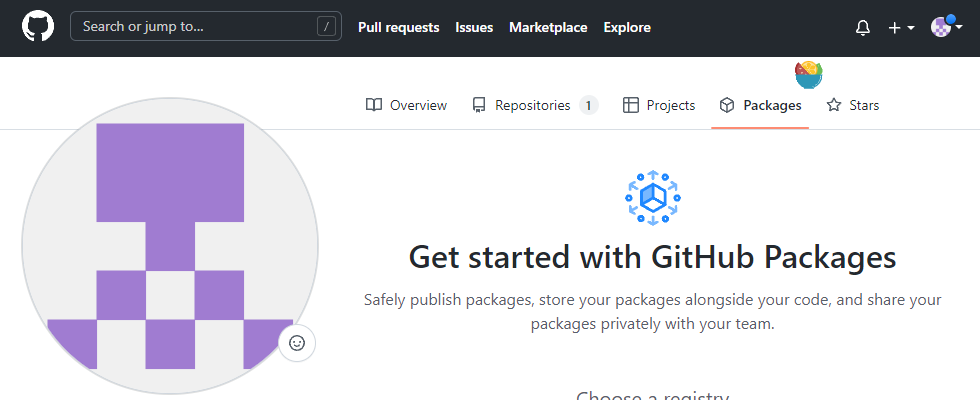 Search or jump to... /
Pull requests
Issues
Marketplace
Explore
Overview
Repositories 1
Projects
Packages
Stars
Get started with GitHub Packages
Safely publish packages, store your packages alongside your code, and share your
packages privately with your team.
Choose a registry